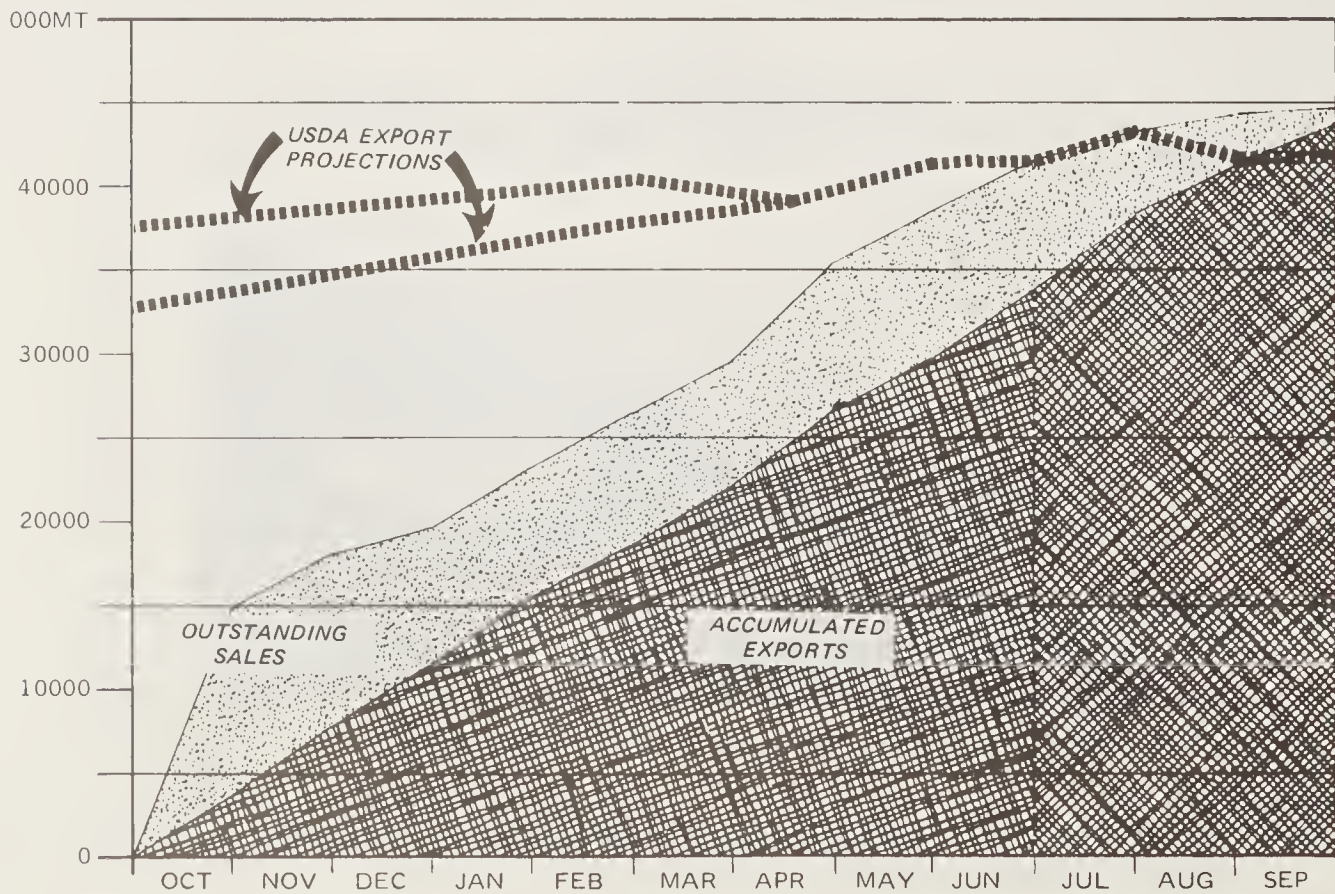 000MT
USDA EXPORT
PROJECTIONS
40000
30000
20000
OUTSTANDING
SALES
ACCUMULATED
EXPORTS
10000
0
OCT NOV DEC JAN FEB MAR APR MAY JUN JUL AUG SEP